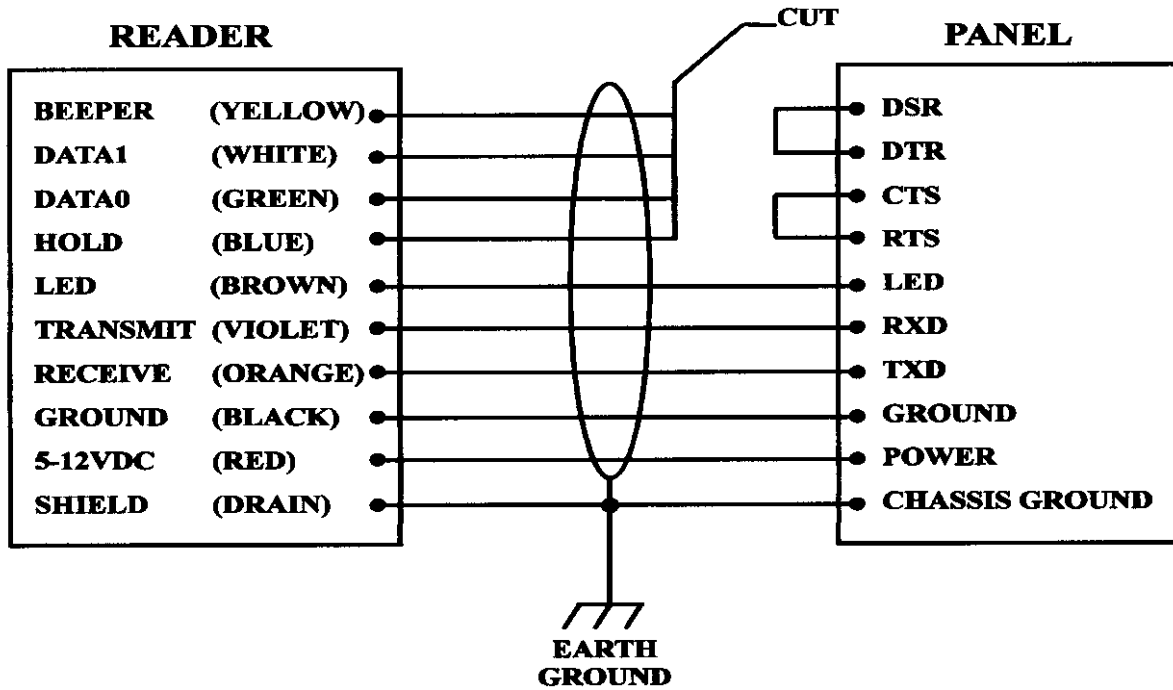 CUT
READER
PANEL
BEEPER (YELLOW)
DATA1 (WHITE)
DATA0 (GREEN)
HOLD (BLUE)
LED (BROWN)
TRANSMIT (VIOLET)
RECEIVE (ORANGE)
GROUND (BLACK)
5-12VDC (RED)
SHIELD (DRAIN)
DSR
DTR
CTS
RTS
LED
RXD
TXD
GROUND
POWER
CHASSIS GROUND
EARTH
GROUND